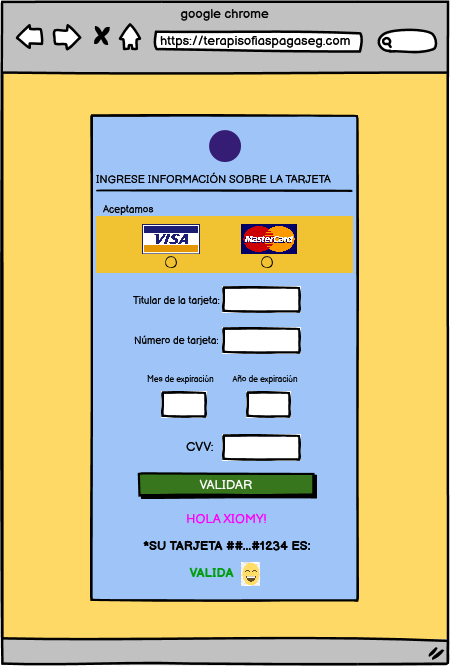 google chrome
https://terapisofiaspagaseg.com
INGRESE INFORMACIÓN SOBRE LA TARJETA
Aceptamos
VISA MasterCard
Titular de la tarjeta:
Número de tarjeta:
Mes de expiración Año de expiración
CVV:
VALIDAR
HOLA XIOMY!
*SU TARJETA ##...#1234 ES:
VALIDA